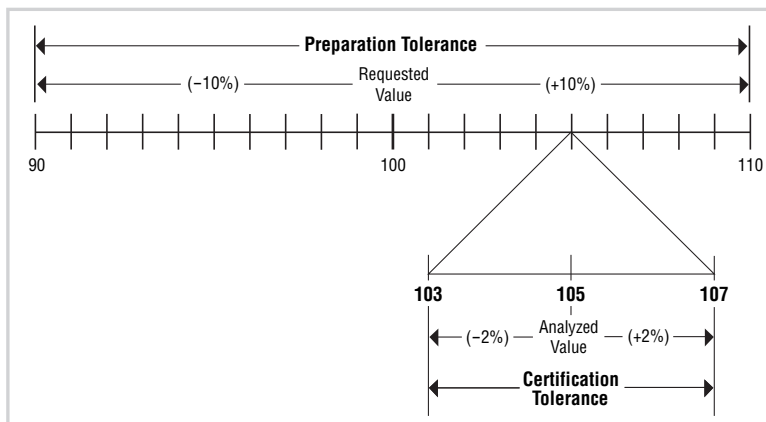 Preparation Tolerance
(−10%) Requested Value (+10%)
90 100 110
103 105 107
(−2%) Analyzed Value (+2%)
Certification
Tolerance